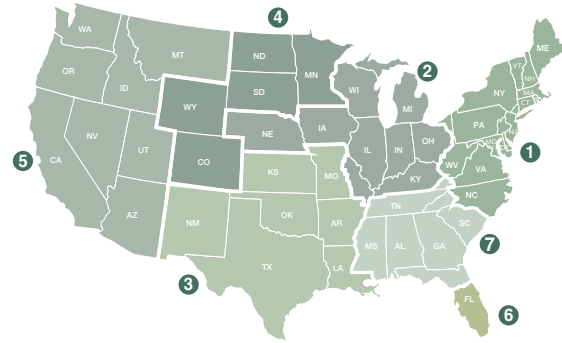 4
WA
ME
MT
ND
VT
MN
OR
NH
2
ID
WI
NY
MA
SD
CT
WY
MI
PA
IA
NJ
NE
OH
NV
MD
1
UT
IL
IN
5
CA
CO
WV
VA
KS
MO
KY
NC
TN
OK
AR
SC
AZ
NM
MS
AL
GA
7
TX
LA
3
FL
6